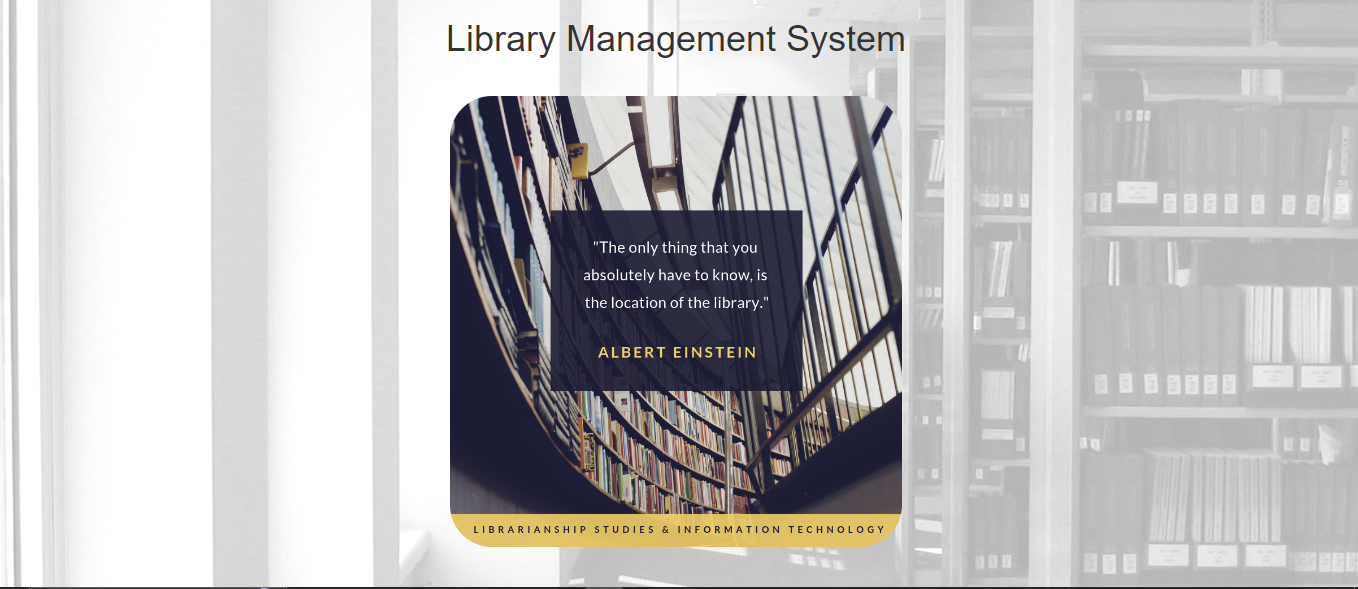 Library Management System
"The only thing that you
absolutely have to know, is
the location of the library."
ALBERT EINSTEIN
LIBRARIANSHIP STUDIES & INFORMATION TECHNOLOGY